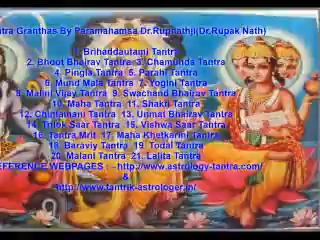 tra Granthas By Paramahamsa Dr.Rupnathji(Dr.Rupak Nath)
1. Brihaddautami Tantra
2. Bhoot Bhairav Tantra 3. Chamunda Tantra
4. Pingla Tantra 5. Parahi Tantra
6. Mund Mala Tantra 7. Yogini Tantra
8. Malini Vijay Tantra 9. Swachand Bhairav Tantra
10. Maha Tantra 11. Shakti Tantra
12. Chintamani Tantra 13. Unmat Bhairav Tantra
14. Trilok Saar Tantra 15. Vishwa Saar Tantra
16. Tantra Mrit 17. Maha Khetkarini Tantra
18. Baraviy Tantra 19. Todal Tantra
20. Malani Tantra 21. Lalita Tantra
EFERENCE WEBPAGES : - http://www.astrology-tantra.com/
&
http://www.tantrik-astrologer.in/